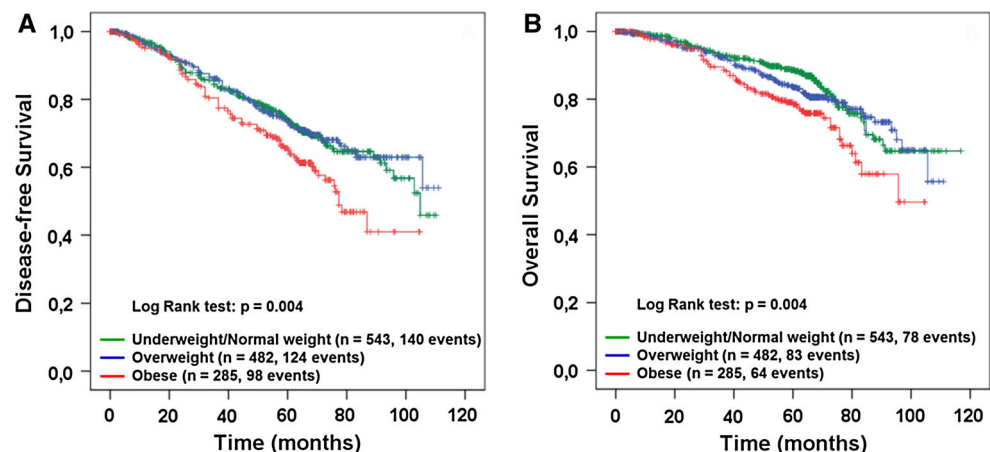 A
Disease-free Survival
1,0
0,8
0,6
0,4
0,2
0,0
Log Rank test: p = 0.004
Underweight/Normal weight (n = 543, 140 events)
Overweight (n = 482, 124 events)
Obese (n = 285, 98 events)
0 20 40 60 80 100 120
Time (months)
B
Overall Survival
1,0
0,8
0,6
0,4
0,2
0,0
Log Rank test: p = 0.004
Underweight/Normal weight (n = 543, 78 events)
Overweight (n = 482, 83 events)
Obese (n = 285, 64 events)
0 20 40 60 80 100 120
Time (months)